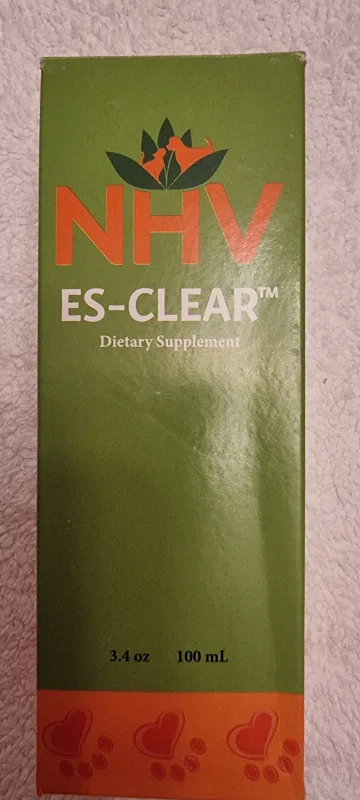 NHV
ES-CLEAR™
Dietary Supplement
3.4 oz 100 mL